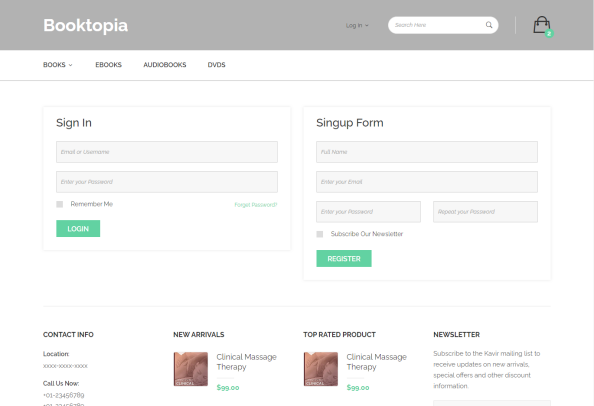 Booktopia
Log In
Search Here
2
BOOKS
EBOOKS
AUDIOBOOKS
DVDS
Sign In
Email or Username
Enter your Password
Remember Me
Forgot Password?
LOGIN
Singup Form
Full Name
Enter your Email
Enter your Password
Repeat your Password
Subscribe Our Newsletter
REGISTER
CONTACT INFO
Location:
xxxx-xxxx-xxxx
Call Us Now:
+01-23456789
+01-23456789
NEW ARRIVALS
CLINICAL
Clinical Massage
Therapy
$99.00
TOP RATED PRODUCT
CLINICAL
Clinical Massage
Therapy
$99.00
NEWSLETTER
Subscribe to the Kavir mailing list to
receive updates on new arrivals,
special offers and other discount
information.